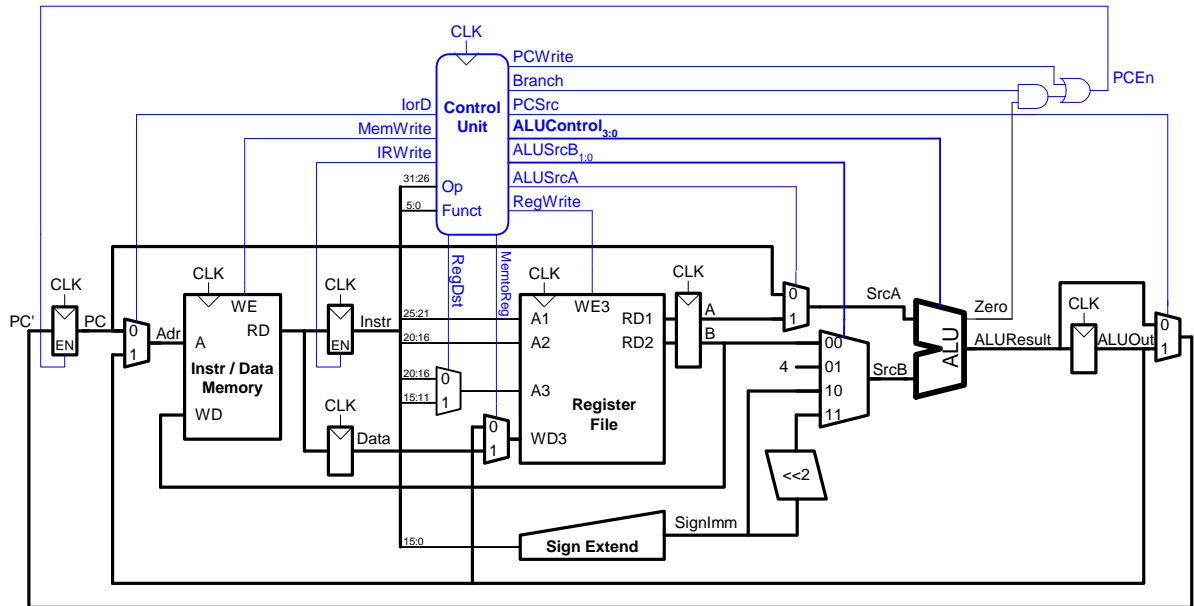 CLK
PCWrite
Branch
PCEn
IorD
Control Unit
PCSrc
MemWrite
ALUControl3:0
IRWrite
ALUSrcB1:0
31:26
Op
ALUSrcA
5:0
Funct
RegWrite
RegDst
MemtoReg
CLK
CLK
CLK
CLK
CLK
CLK
PC'
PC
EN
0
1
Adr
WE
A
RD
Instr / Data Memory
WD
EN
Instr
25:21
20:16
20:16
15:11
0
1
CLK
Data
0
1
A1
A2
A3
WD3
WE3
RD1
RD2
Register File
A
B
0
1
SrcA
4
00
01
10
11
SrcB
<<2
ALU
Zero
ALUResult
ALUOut
0
1
SignImm
15:0
Sign Extend